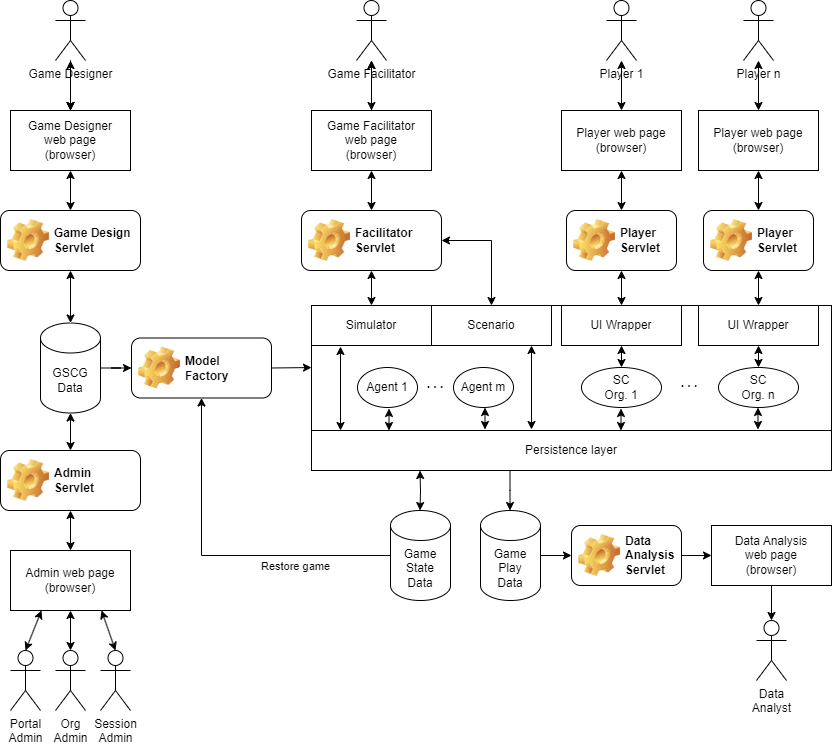 Game Designer
Game Facilitator
Player 1
Player n
Game Designer
web page
(browser)
Game Facilitator
web page
(browser)
Player web page
(browser)
Player web page
(browser)
Game Design
Servlet
Facilitator
Servlet
Player
Servlet
Player
Servlet
Simulator
Scenario
UI Wrapper
UI Wrapper
GSCG
Data
Model
Factory
Agent 1
. . .
Agent m
SC
Org. 1
. . .
SC
Org. n
Persistence layer
Admin
Servlet
Game
State
Data
Game
Play
Data
Data
Analysis
Servlet
Data Analysis
web page
(browser)
Restore game
Admin web page
(browser)
Portal
Admin
Org
Admin
Session
Admin
Data
Analyst